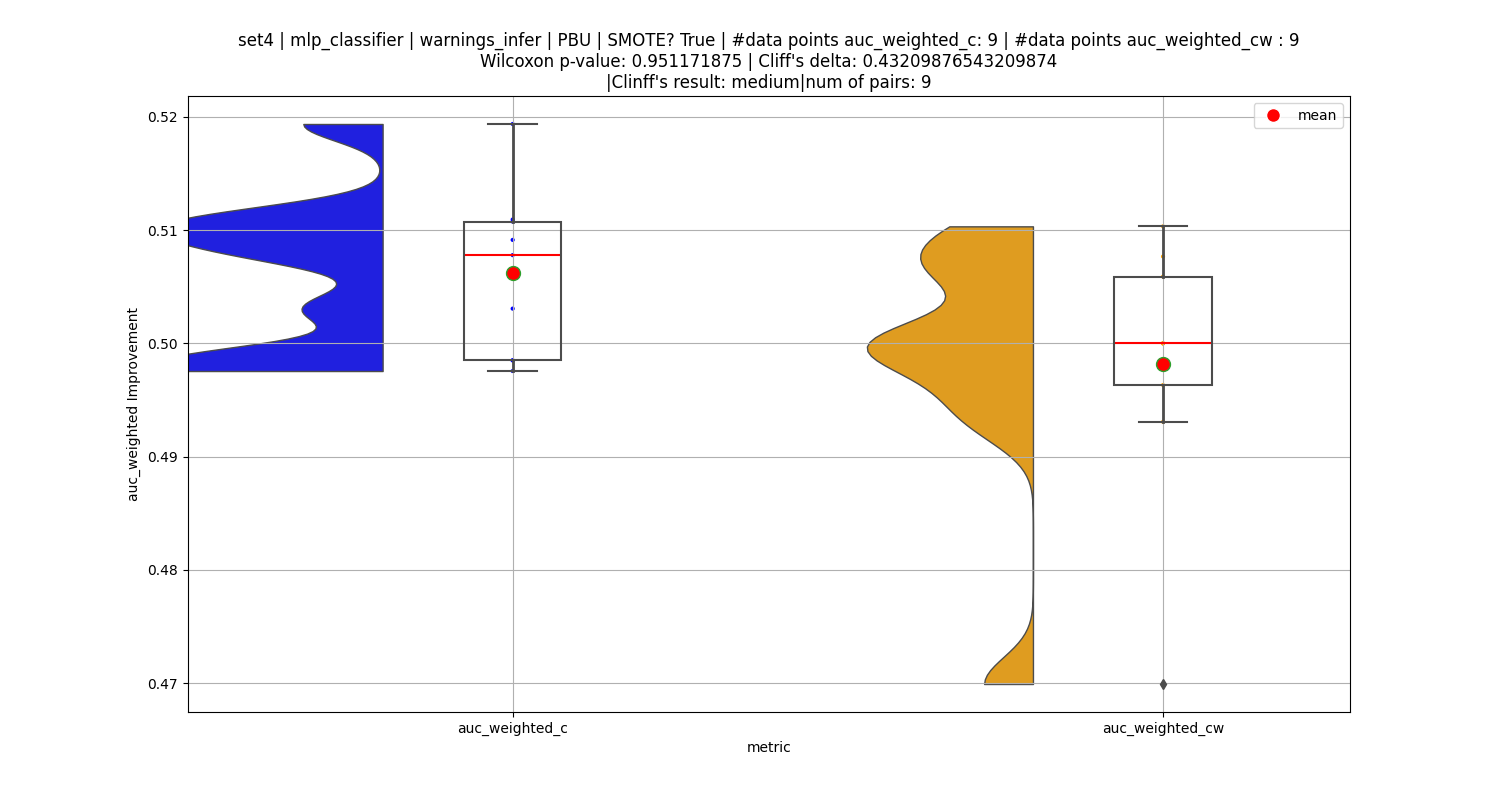 set4 | mlp_classifier | warnings_infer | PBU | SMOTE? True | #data points auc_weighted_c: 9 | #data points auc_weighted_cw : 9
Wilcoxon p-value: 0.951171875 | Cliff's delta: 0.43209876543209874
|Clinff's result: medium|num of pairs: 9
mean
0.52
0.51
0.50
0.49
0.48
0.47
auc_weighted Improvement
auc_weighted_c
auc_weighted_cw
metric